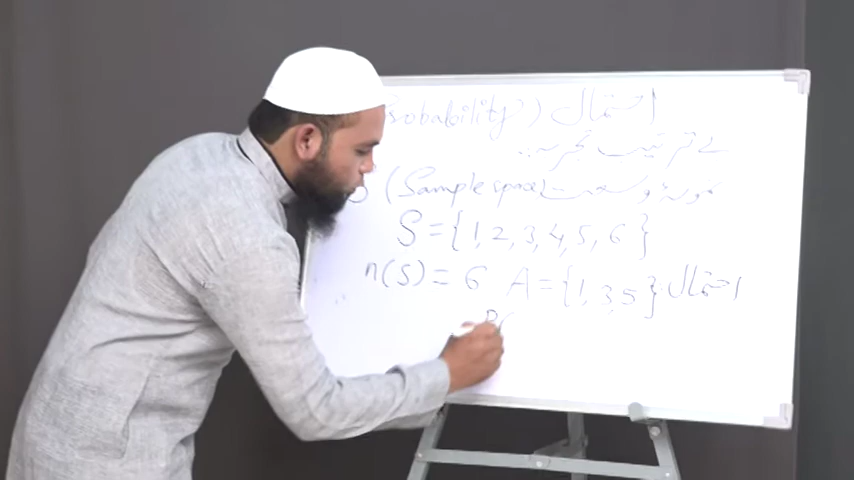 احتمال (Probability)
بے ترتیب تجربہ:
نمونہ وسعت (Sample space)
S={1,2,3,4,5,6}
n(S)=6 A={1,3,5} احتمال
P(